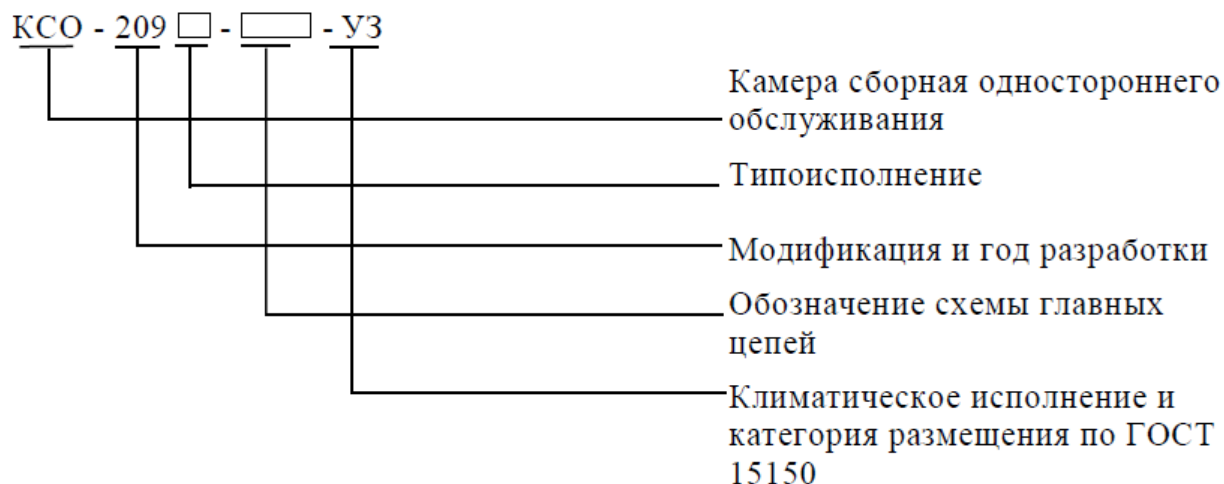 КСО - 209 - - У3
Камера сборная одностороннего
обслуживания
Типоисполнение
Модификация и год разработки
Обозначение схемы главных
цепей
Климатическое исполнение и
категория размещения по ГОСТ
15150